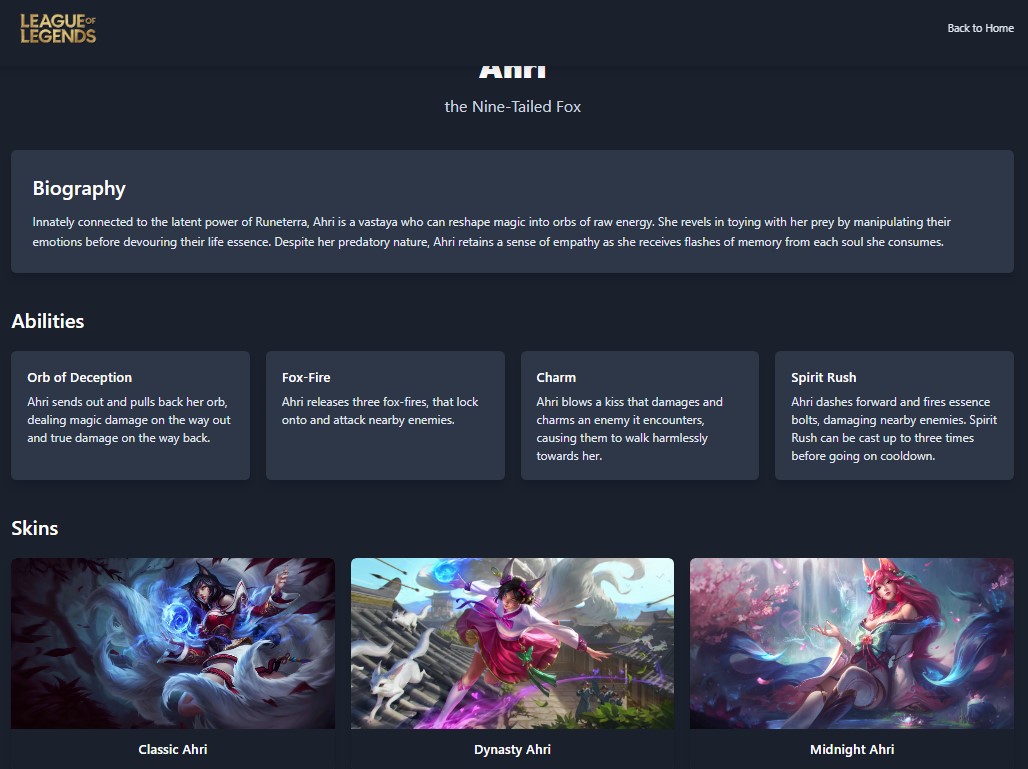 LEAGUE OF
LEGENDS
Back to Home
Ahri
the Nine-Tailed Fox
Biography
Innately connected to the latent power of Runeterra, Ahri is a vastaya who can reshape magic into orbs of raw energy. She revels in toying with her prey by manipulating their
emotions before devouring their life essence. Despite her predatory nature, Ahri retains a sense of empathy as she receives flashes of memory from each soul she consumes.
Abilities
Orb of Deception
Ahri sends out and pulls back her orb,
dealing magic damage on the way out
and true damage on the way back.
Fox-Fire
Ahri releases three fox-fires, that lock
onto and attack nearby enemies.
Charm
Ahri blows a kiss that damages and
charms an enemy it encounters,
causing them to walk harmlessly
towards her.
Spirit Rush
Ahri dashes forward and fires essence
bolts, damaging nearby enemies. Spirit
Rush can be cast up to three times
before going on cooldown.
Skins
Classic Ahri
Dynasty Ahri
Midnight Ahri